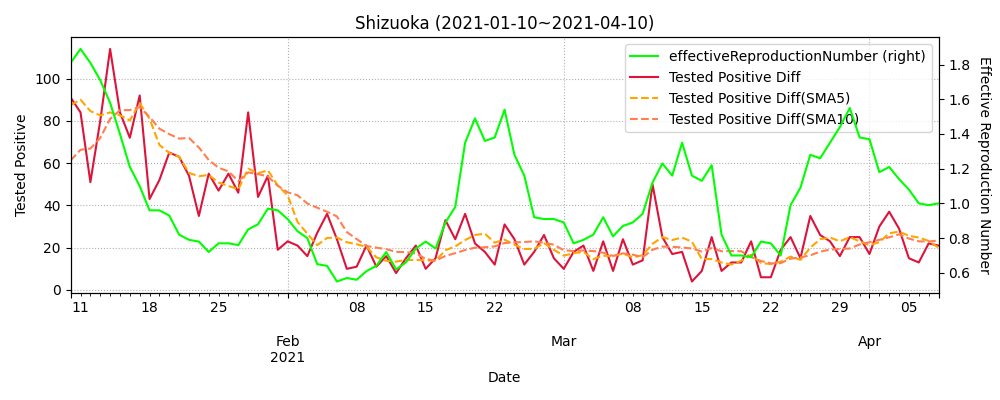 Shizuoka (2021-01-10~2021-04-10)
effectiveReproductionNumber (right)
Tested Positive Diff
Tested Positive Diff(SMA5)
Tested Positive Diff(SMA10)
Tested Positive
100
80
60
40
20
0
1.8
1.6
1.4
1.2
1.0
0.8
0.6
Effective Reproduction Number
11 18 25 08 15 22 08 15 22 29 05
Feb Mar Apr
2021
Date